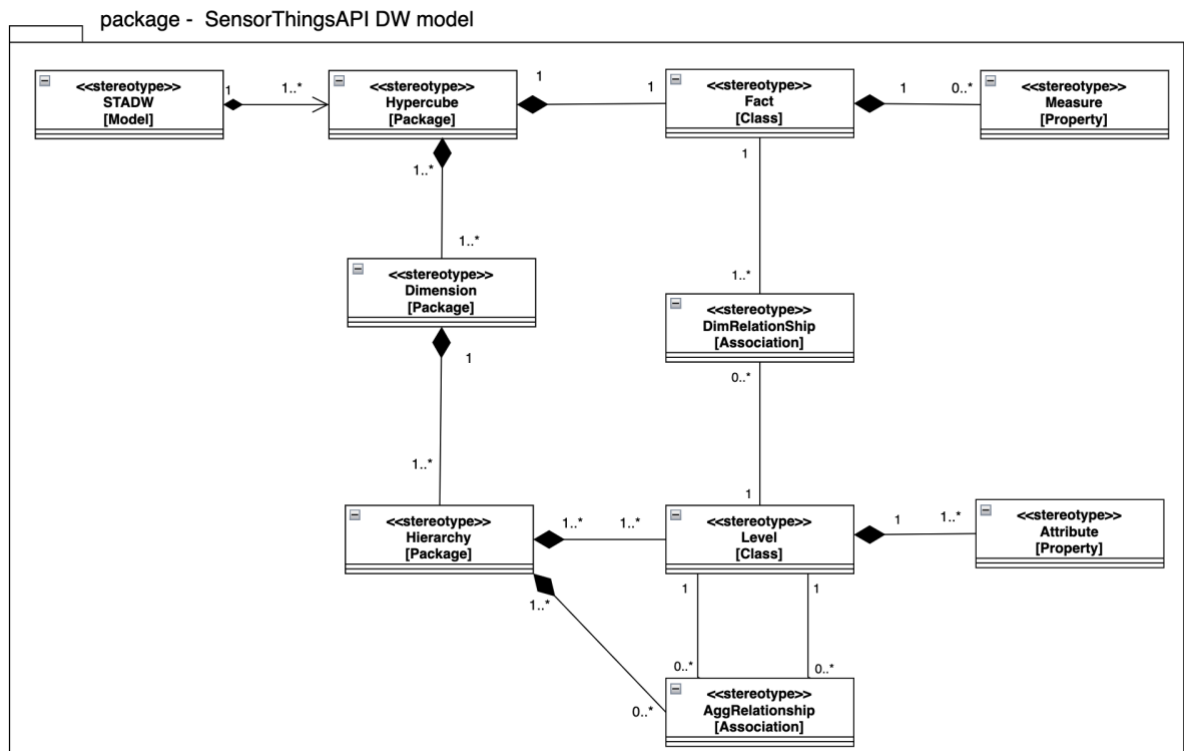 package -  SensorThingsAPI DW model
<<stereotype>>
STADW
[Model]
1
1..*
<<stereotype>>
Hypercube
[Package]
1
1
<<stereotype>>
Fact
[Class]
1
0..*
<<stereotype>>
Measure
[Property]
1..*
1..*
1
1..*
<<stereotype>>
Dimension
[Package]
1
1..*
<<stereotype>>
DimRelationShip
[Association]
0..*
1
<<stereotype>>
Hierarchy
[Package]
1..*
1..*
<<stereotype>>
Level
[Class]
1
1..*
<<stereotype>>
Attribute
[Property]
1..*
0..*
1
1
0..*
0..*
<<stereotype>>
AggRelationship
[Association]